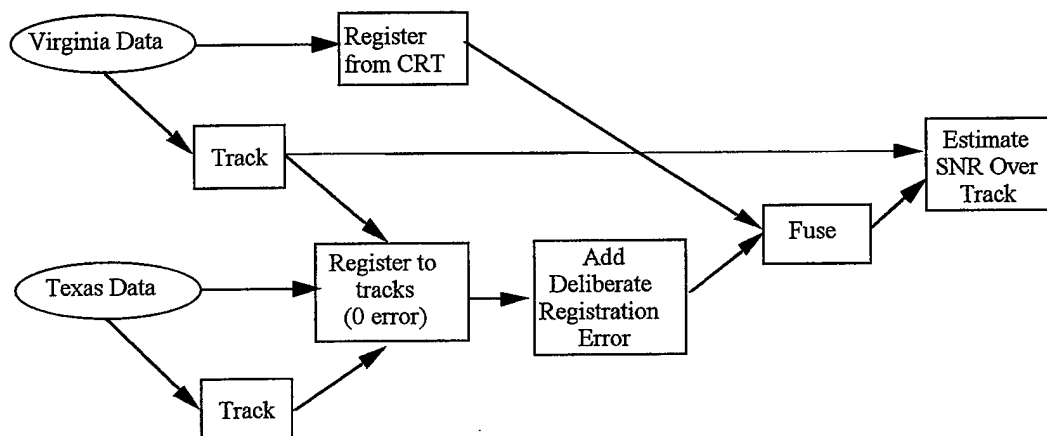 Virginia Data
Register
from CRT
Track
Estimate
SNR Over
Track
Fuse
Register to
tracks
(0 error)
Add
Deliberate
Registration
Error
Texas Data
Track